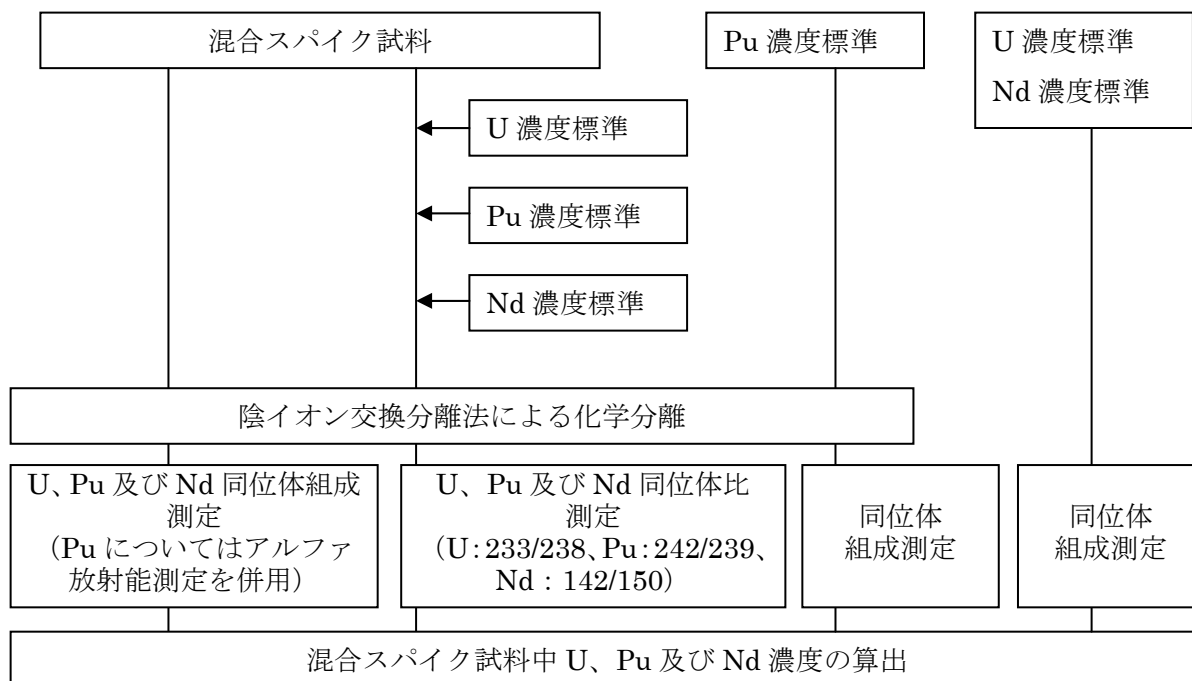 混合スパイク試料
Pu 濃度標準
U 濃度標準
Nd 濃度標準
U 濃度標準
Pu 濃度標準
Nd 濃度標準
陰イオン交換分離法による化学分離
U、Pu 及び Nd 同位体組成
測定
（Pu についてはアルファ
放射能測定を併用）
U、Pu 及び Nd 同位体比
測定
（U：233/238、Pu：242/239、
Nd：142/150）
同位体
組成測定
同位体
組成測定
混合スパイク試料中 U、Pu 及び Nd 濃度の算出